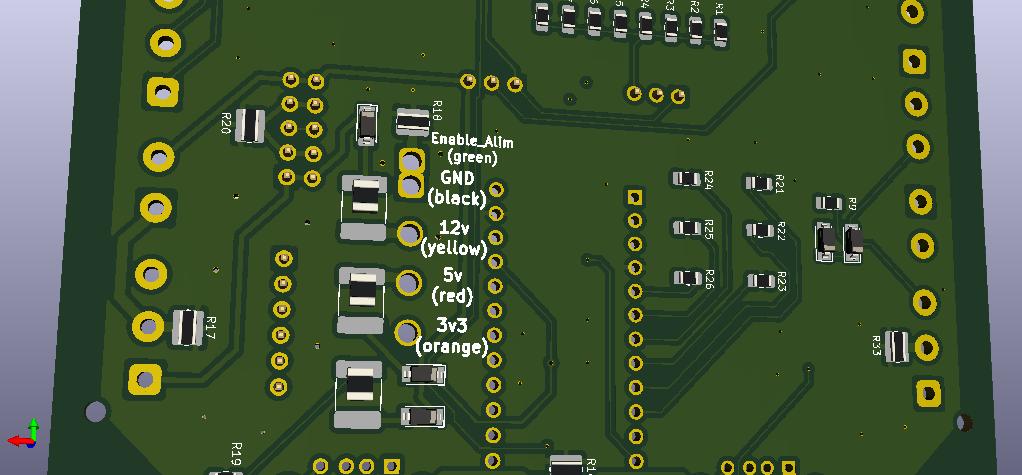 R3
R2
R1
R20
R18
Enable_Alim
(green)
GND
(black)
12v
(yellow)
5v
(red)
3v3
(orange)
R24
R21
R9
R25
R22
R26
R23
R17
R33
R19